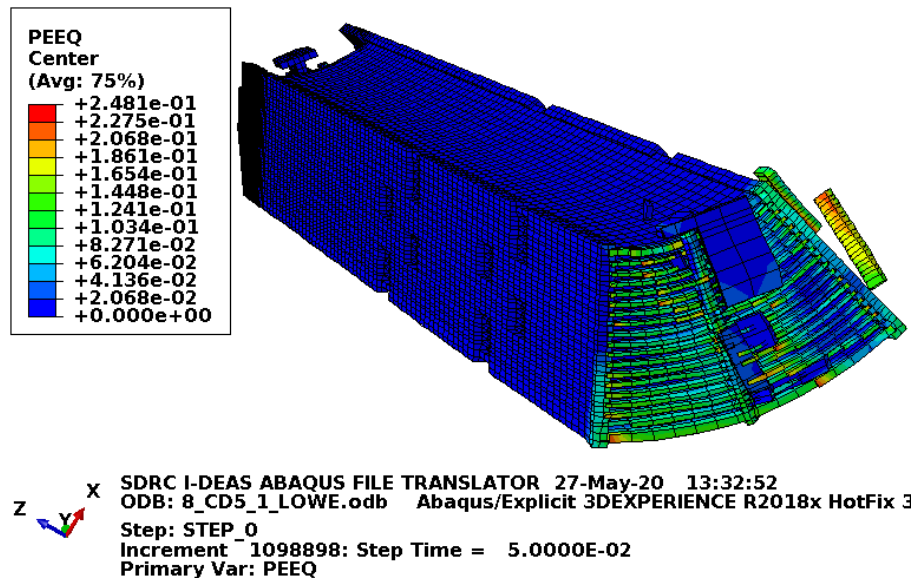 PEEQ
Center
(Avg: 75%)
+2.481e-01
+2.275e-01
+2.068e-01
+1.861e-01
+1.654e-01
+1.448e-01
+1.241e-01
+1.034e-01
+8.271e-02
+6.204e-02
+4.136e-02
+2.068e-02
+0.000e+00
Z
Y
X
SDRC I-DEAS ABAQUS FILE TRANSLATOR 27-May-20 13:32:52
ODB: 8_CD5_1_LOWE.odb Abaqus/Explicit 3DEXPERIENCE R2018x HotFix 3
Step: STEP_0
Increment 1098898: Step Time = 5.0000E-02
Primary Var: PEEQ